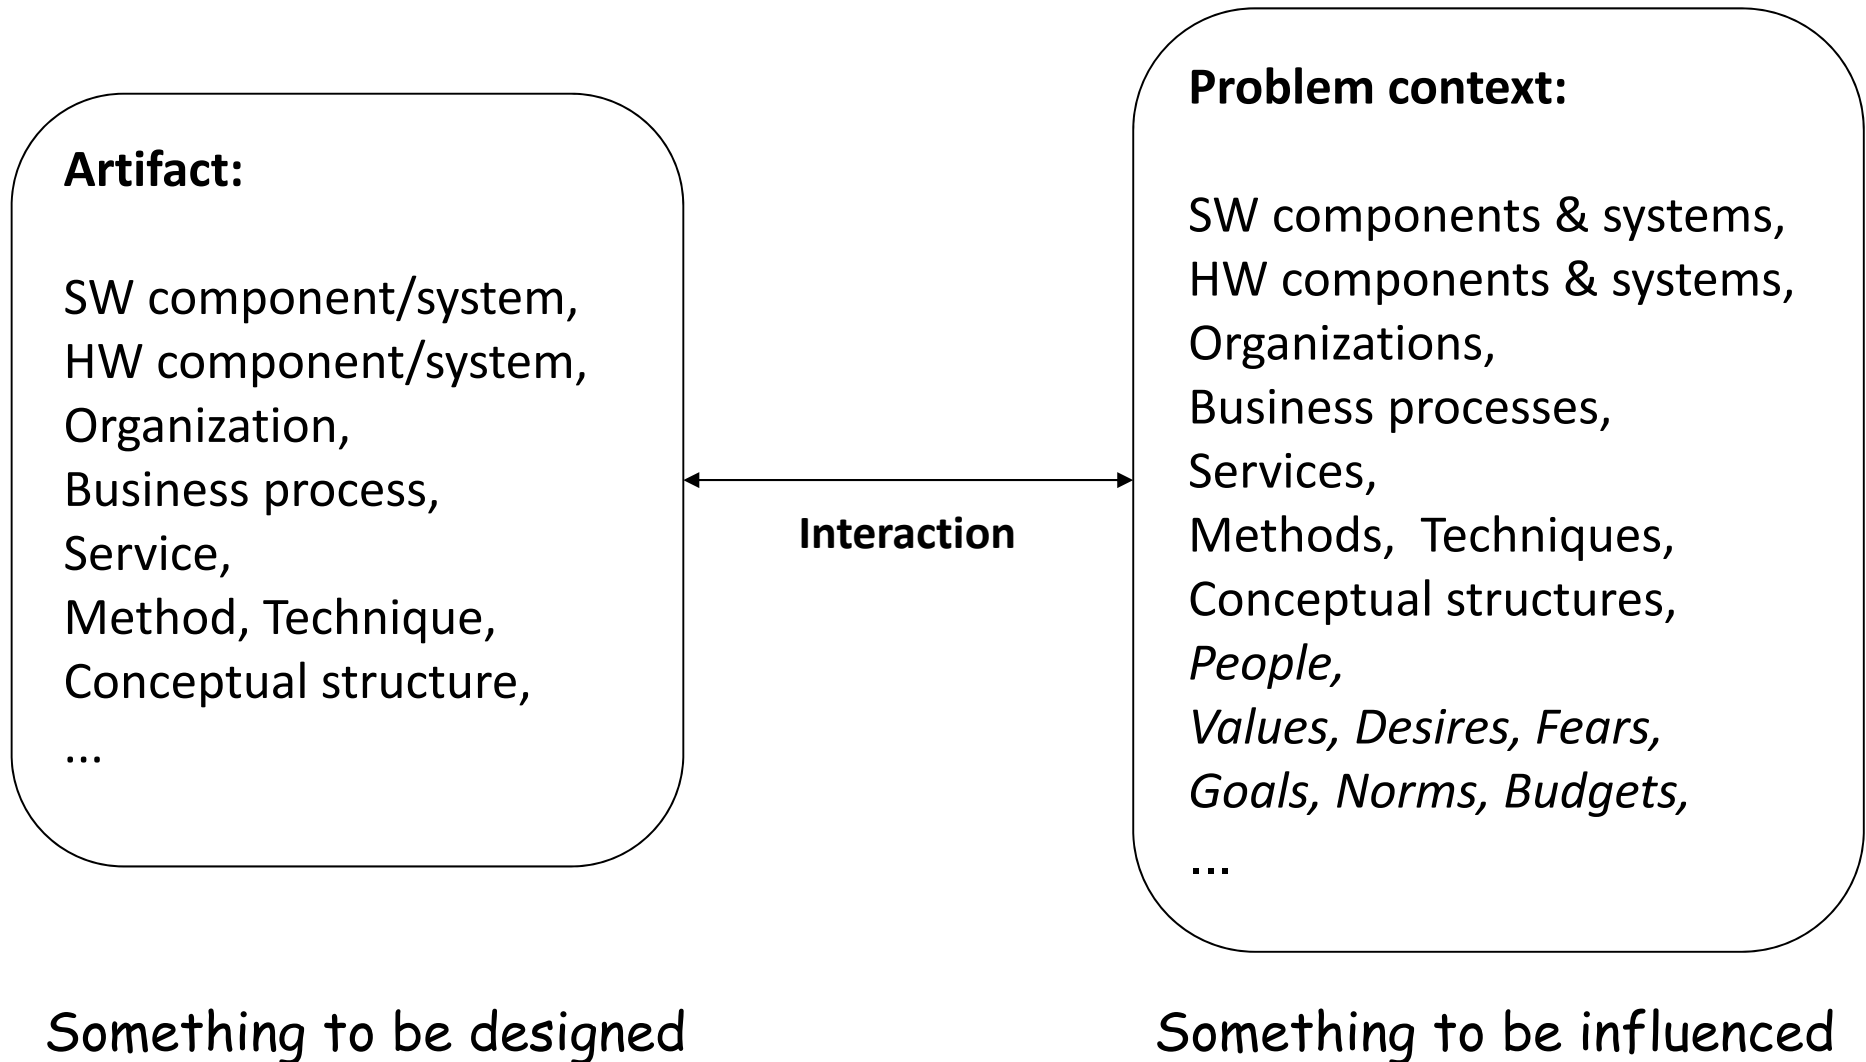 Artifact:
SW component/system,
HW component/system,
Organization,
Business process,
Service,
Method, Technique,
Conceptual structure,
...
Something to be designed
Interaction
Problem context:
SW components & systems,
HW components & systems,
Organizations,
Business processes,
Services,
Methods,  Techniques,
Conceptual structures,
People,
Values, Desires, Fears,
Goals, Norms, Budgets,
...
Something to be influenced